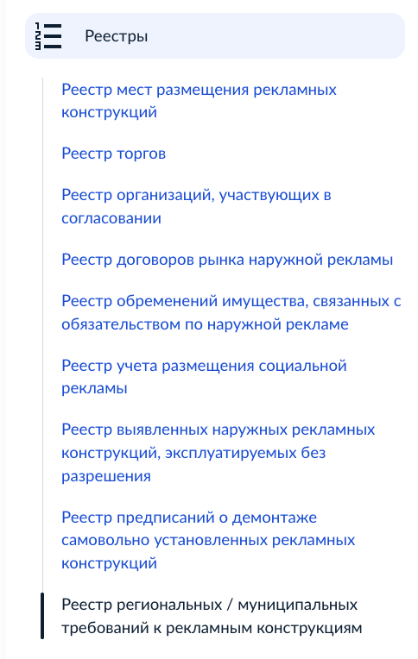 Реестры
Реестр мест размещения рекламных
конструкций
Реестр торгов
Реестр организаций, участвующих в
согласовании
Реестр договоров рынка наружной рекламы
Реестр обременений имущества, связанных с
обязательством по наружной рекламе
Реестр учета размещения социальной
рекламы
Реестр выявленных наружных рекламных
конструкций, эксплуатируемых без
разрешения
Реестр предписаний о демонтаже
самовольно установленных рекламных
конструкций
Реестр региональных / муниципальных
требований к рекламным конструкциям